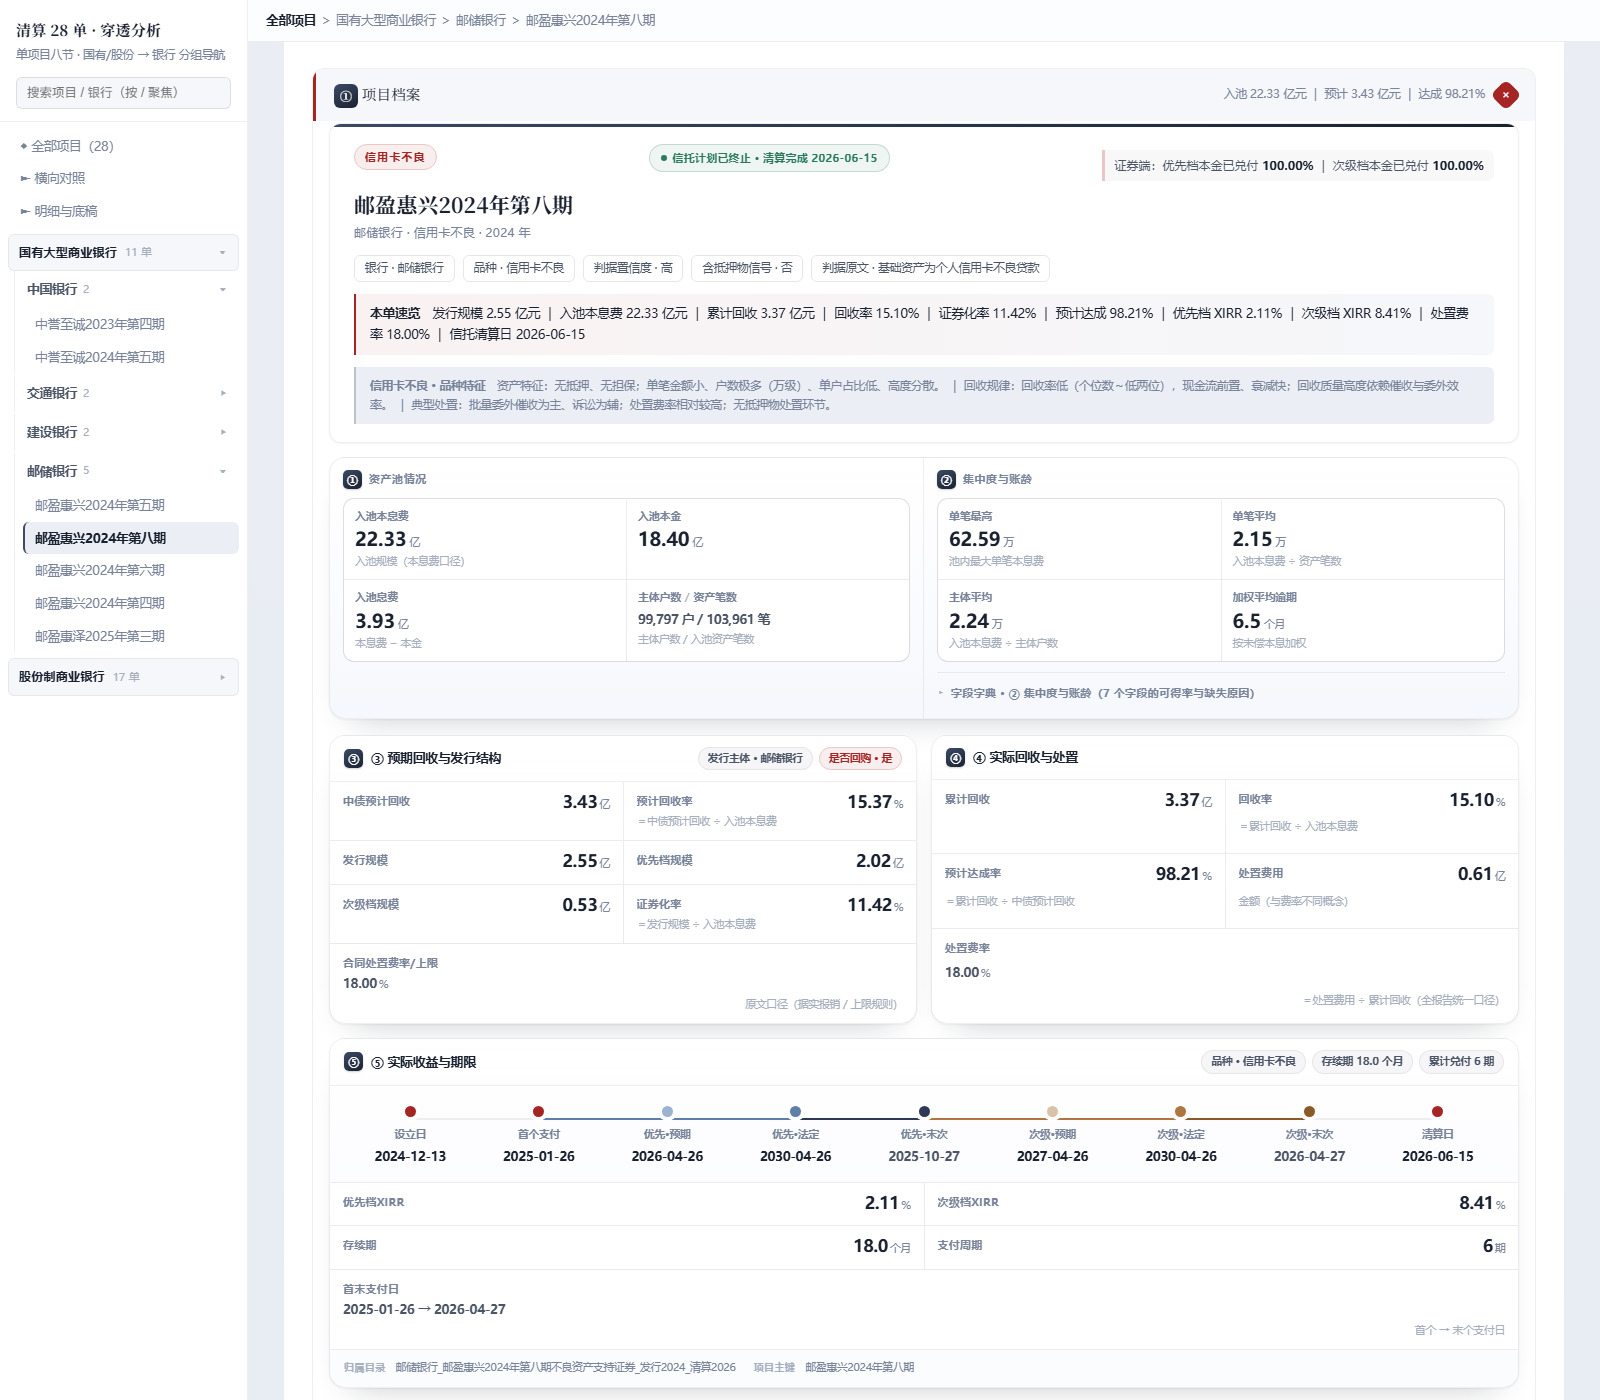 清算 28 单 · 穿透分析
单项目八节 · 国有/股份 → 银行 分组导航
搜索项目 / 银行（按 / 聚焦）
◆ 全部项目（28）
► 横向对照
► 明细与底稿
国有大型商业银行 11 单 ▾
中国银行 2 ▾
中誉至诚2023年第四期
中誉至诚2024年第五期
交通银行 2 ▸
建设银行 2 ▸
邮储银行 5 ▾
邮盈惠兴2024年第五期
邮盈惠兴2024年第八期
邮盈惠兴2024年第六期
邮盈惠兴2024年第四期
邮盈惠泽2025年第三期
股份制商业银行 17 单 ▸
全部项目 > 国有大型商业银行 > 邮储银行 > 邮盈惠兴2024年第八期
① 项目档案
入池 22.33 亿元 | 预计 3.43 亿元 | 达成 98.21% ×
信用卡不良
● 信托计划已终止 • 清算完成 2026-06-15
证券端：优先档本金已兑付 100.00% | 次级档本金已兑付 100.00%
邮盈惠兴2024年第八期
邮储银行 · 信用卡不良 · 2024 年
银行 · 邮储银行
品种 · 信用卡不良
判据置信度 · 高
含抵押物信号 · 否
判据原文 · 基础资产为个人信用卡不良贷款
本单速览 发行规模 2.55 亿元 | 入池本息费 22.33 亿元 | 累计回收 3.37 亿元 | 回收率 15.10% | 证券化率 11.42% | 预计达成 98.21% | 优先档 XIRR 2.11% | 次级档 XIRR 8.41% | 处置费
率 18.00% | 信托清算日 2026-06-15
信用卡不良 • 品种特征 资产特征：无抵押、无担保；单笔金额小、户数极多（万级）、单户占比低、高度分散。 | 回收规律：回收率低（个位数~低两位），现金流前置、衰减快；回收质量高度依赖催收与委外效
率。 | 典型处置：批量委外催收为主、诉讼为辅；处置费率相对较高；无抵押物处置环节。
① 资产池情况
入池本息费
22.33 亿
入池规模（本息费口径）
入池本金
18.40 亿
入池息费
3.93 亿
本息费 − 本金
主体户数 / 资产笔数
99,797 户 / 103,961 笔
主体户数 / 入池资产笔数
② 集中度与账龄
单笔最高
62.59 万
池内最大单笔本息费
单笔平均
2.15 万
入池本息费 ÷ 资产笔数
主体平均
2.24 万
入池本息费 ÷ 主体户数
加权平均逾期
6.5 个月
按未偿本息加权
▸ 字段字典 • ② 集中度与账龄（7 个字段的可得率与缺失原因）
③ ③ 预期回收与发行结构
发行主体 • 邮储银行
是否回购 • 是
中债预计回收 3.43 亿
预计回收率 15.37 %
＝中债预计回收 ÷ 入池本息费
发行规模 2.55 亿
优先档规模 2.02 亿
次级档规模 0.53 亿
证券化率 11.42 %
＝发行规模 ÷ 入池本息费
合同处置费率/上限
18.00 %
原文口径（据实报销 / 上限规则）
④ ④ 实际回收与处置
累计回收 3.37 亿
回收率 15.10 %
＝累计回收 ÷ 入池本息费
预计达成率 98.21 %
＝累计回收 ÷ 中债预计回收
处置费用 0.61 亿
金额（与费率不同概念）
处置费率
18.00 %
＝处置费用 ÷ 累计回收（全报告统一口径）
⑤ ⑤ 实际收益与期限
品种 • 信用卡不良
存续期 18.0 个月
累计兑付 6 期
设立日
2024-12-13
首个支付
2025-01-26
优先•预期
2026-04-26
优先•法定
2030-04-26
优先•末次
2025-10-27
次级•预期
2027-04-26
次级•法定
2030-04-26
次级•末次
2026-04-27
清算日
2026-06-15
优先档XIRR 2.11 %
次级档XIRR 8.41 %
存续期 18.0 个月
支付周期 6 期
首末支付日
2025-01-26 → 2026-04-27
首个 → 末个支付日
归属目录 邮储银行_邮盈惠兴2024年第八期不良资产支持证券_发行2024_清算2026 项目主键 邮盈惠兴2024年第八期